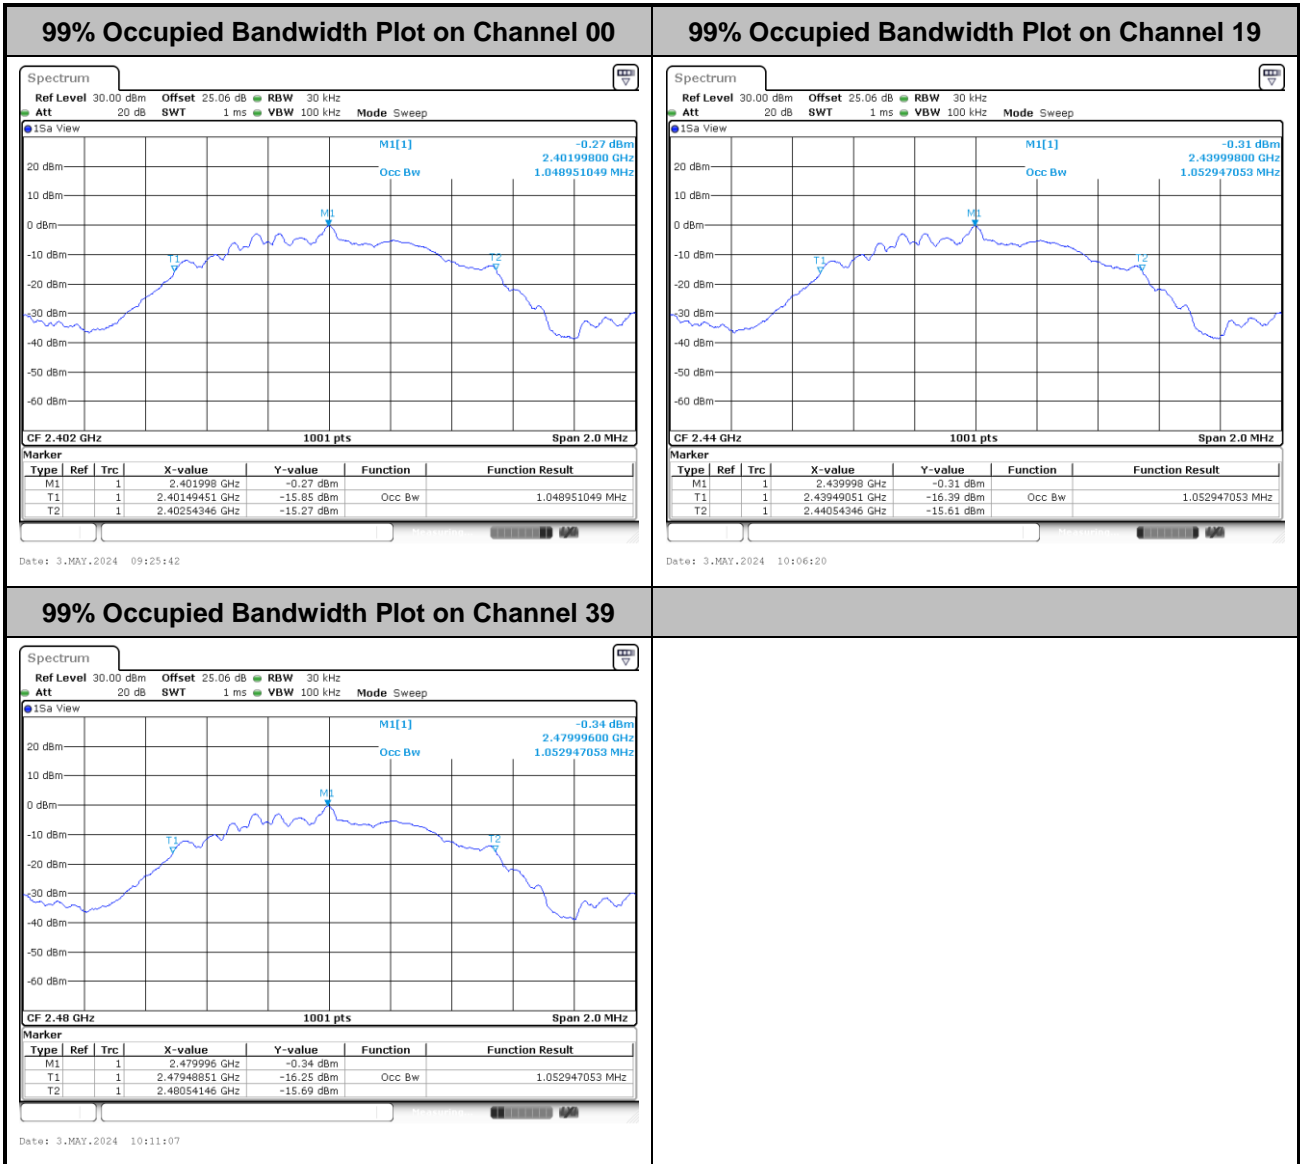 99% Occupied Bandwidth Plot on Channel 00
Spectrum
Ref Level 30.00 dBm Offset 25.06 dB RBW 30 kHz
Att 20 dB SWT 1 ms VBW 100 kHz Mode Sweep
1Sa View
M1[1] -0.27 dBm
2.40199800 GHz
Occ Bw 1.048951049 MHz
20 dBm
10 dBm
0 dBm
-10 dBm
-20 dBm
-30 dBm
-40 dBm
-50 dBm
-60 dBm
M1
T1
T2
CF 2.402 GHz 1001 pts Span 2.0 MHz
Marker
Type Ref Trc X-value Y-value Function Function Result
M1 1 2.401998 GHz -0.27 dBm
T1 1 2.40149451 GHz -15.85 dBm Occ Bw 1.048951049 MHz
T2 1 2.40254346 GHz -15.27 dBm
Date: 3.MAY.2024 09:25:42
99% Occupied Bandwidth Plot on Channel 19
Spectrum
Ref Level 30.00 dBm Offset 25.06 dB RBW 30 kHz
Att 20 dB SWT 1 ms VBW 100 kHz Mode Sweep
1Sa View
M1[1] -0.31 dBm
2.43999800 GHz
Occ Bw 1.052947053 MHz
20 dBm
10 dBm
0 dBm
-10 dBm
-20 dBm
-30 dBm
-40 dBm
-50 dBm
-60 dBm
M1
T1
T2
CF 2.44 GHz 1001 pts Span 2.0 MHz
Marker
Type Ref Trc X-value Y-value Function Function Result
M1 1 2.439998 GHz -0.31 dBm
T1 1 2.43949051 GHz -16.39 dBm Occ Bw 1.052947053 MHz
T2 1 2.44054346 GHz -15.61 dBm
Date: 3.MAY.2024 10:06:20
99% Occupied Bandwidth Plot on Channel 39
Spectrum
Ref Level 30.00 dBm Offset 25.06 dB RBW 30 kHz
Att 20 dB SWT 1 ms VBW 100 kHz Mode Sweep
1Sa View
M1[1] -0.34 dBm
2.47999600 GHz
Occ Bw 1.052947053 MHz
20 dBm
10 dBm
0 dBm
-10 dBm
-20 dBm
-30 dBm
-40 dBm
-50 dBm
-60 dBm
M1
T1
T2
CF 2.48 GHz 1001 pts Span 2.0 MHz
Marker
Type Ref Trc X-value Y-value Function Function Result
M1 1 2.479996 GHz -0.34 dBm
T1 1 2.47948851 GHz -16.25 dBm Occ Bw 1.052947053 MHz
T2 1 2.48054146 GHz -15.69 dBm
Date: 3.MAY.2024 10:11:07